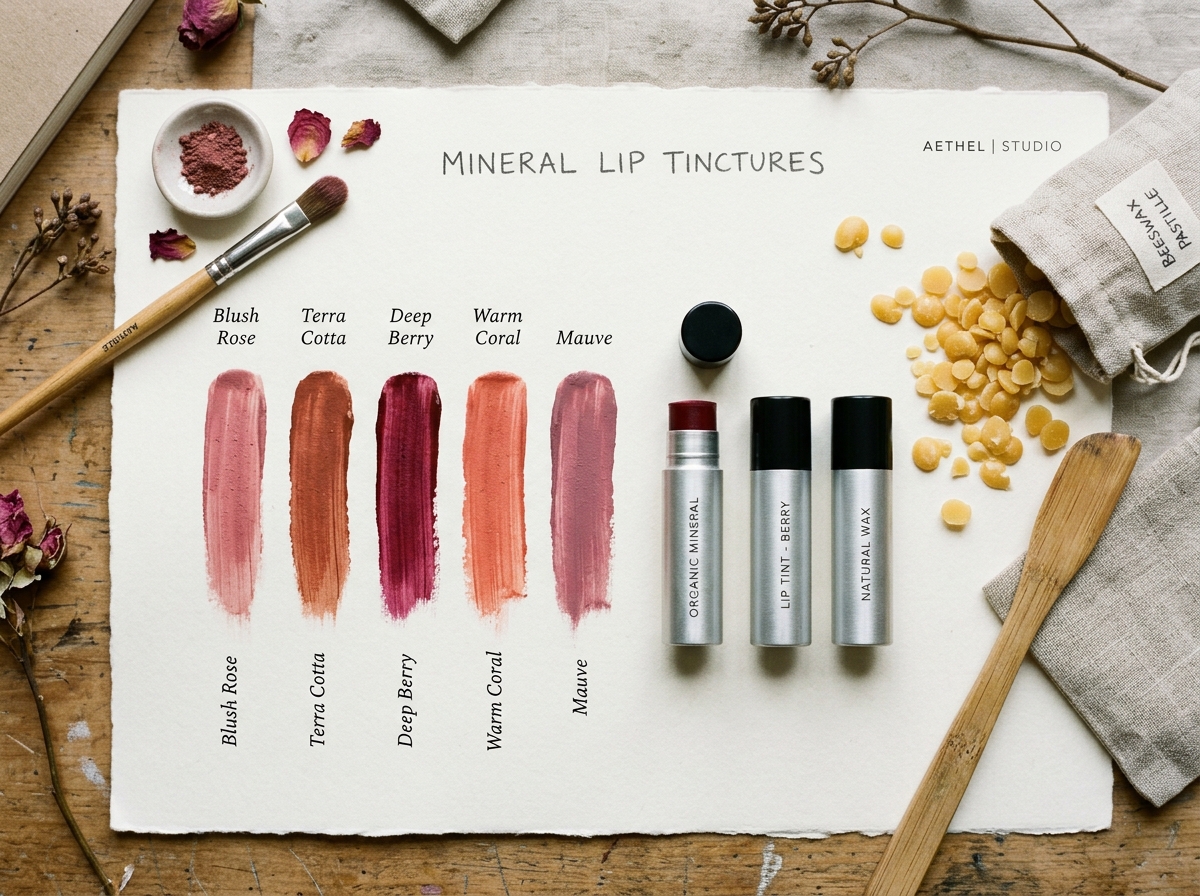 MINERAL LIP TINCTURES
AETHEL | STUDIO
BEESWAX
PASTILLE
Blush
Rose
Terra
Cotta
Deep
Berry
Warm
Coral
Mauve
ORGANIC MINSRAL
LIP TINT - BERRY
NATURAL WAX
Blush Rose
Terra Cotta
Deep Berry
Warm Coral
Mauve